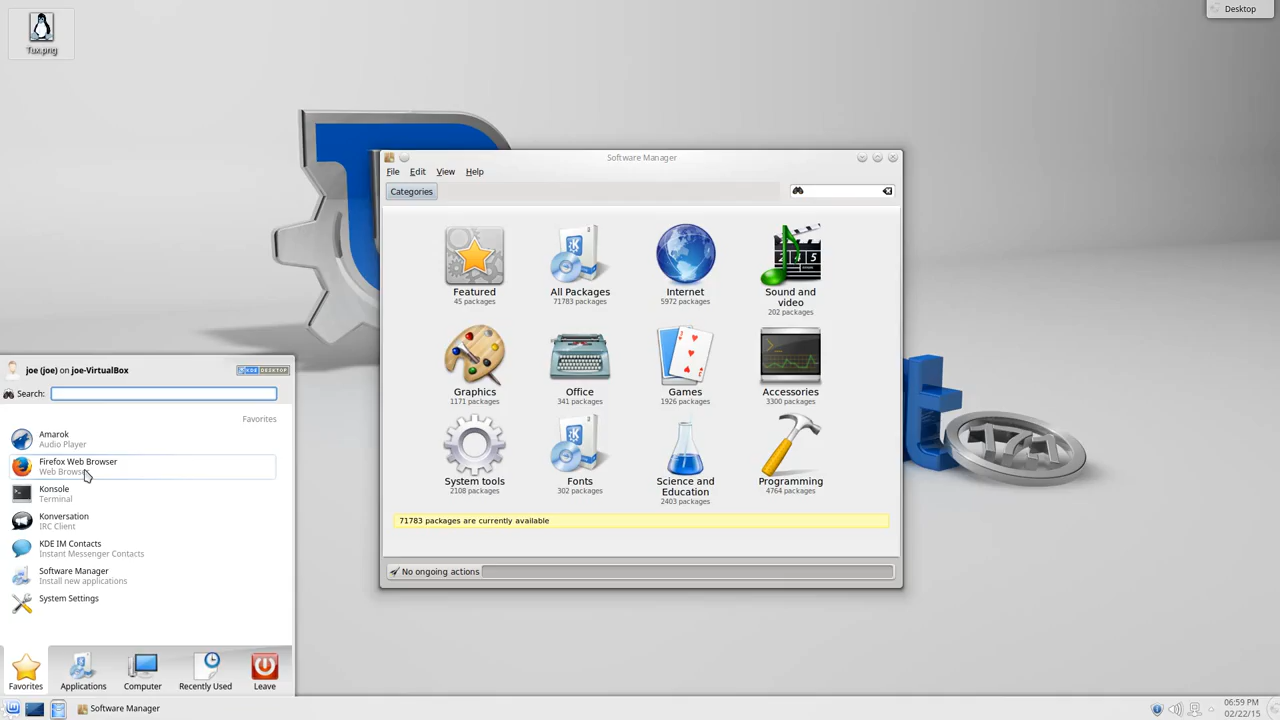 Tux.png
Desktop
Software Manager
File Edit View Help
Categories
Featured
45 packages
All Packages
71783 packages
Internet
5972 packages
Sound and
video
202 packages
Graphics
1171 packages
Office
341 packages
Games
1926 packages
Accessories
3300 packages
System tools
2108 packages
Fonts
302 packages
Science and
Education
2403 packages
Programming
4764 packages
71783 packages are currently available
No ongoing actions
joe (joe) on joe-VirtualBox
KDE DESKTOP
Search:
Favorites
Amarok
Audio Player
Firefox Web Browser
Web Browser
Konsole
Terminal
Konversation
IRC Client
KDE IM Contacts
Instant Messenger Contacts
Software Manager
Install new applications
System Settings
Favorites Applications Computer Recently Used Leave
Software Manager
06:59 PM
02/22/15
t
17.1